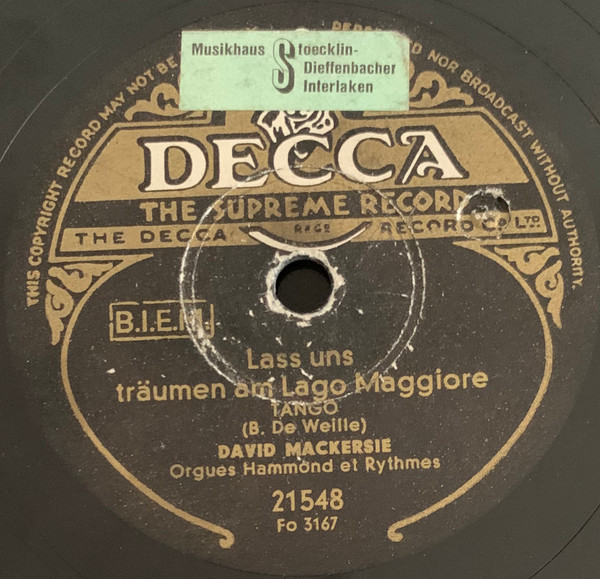 Musikhaus Stoecklin-
Dieffenbacher
Interlaken
THIS COPYRIGHT RECORD MAY NOT BE
NOR BROADCAST WITHOUT AUTHORITY.
DECCA
THE SUPREME RECORD
THE DECCA RECORD Co LTD.
B.I.E.M.
Lass uns
träumen am Lago Maggiore
TANGO
(B. De Weille)
DAVID MACKERSIE
Orgues Hammond et Rythmes
21548
Fo 3167